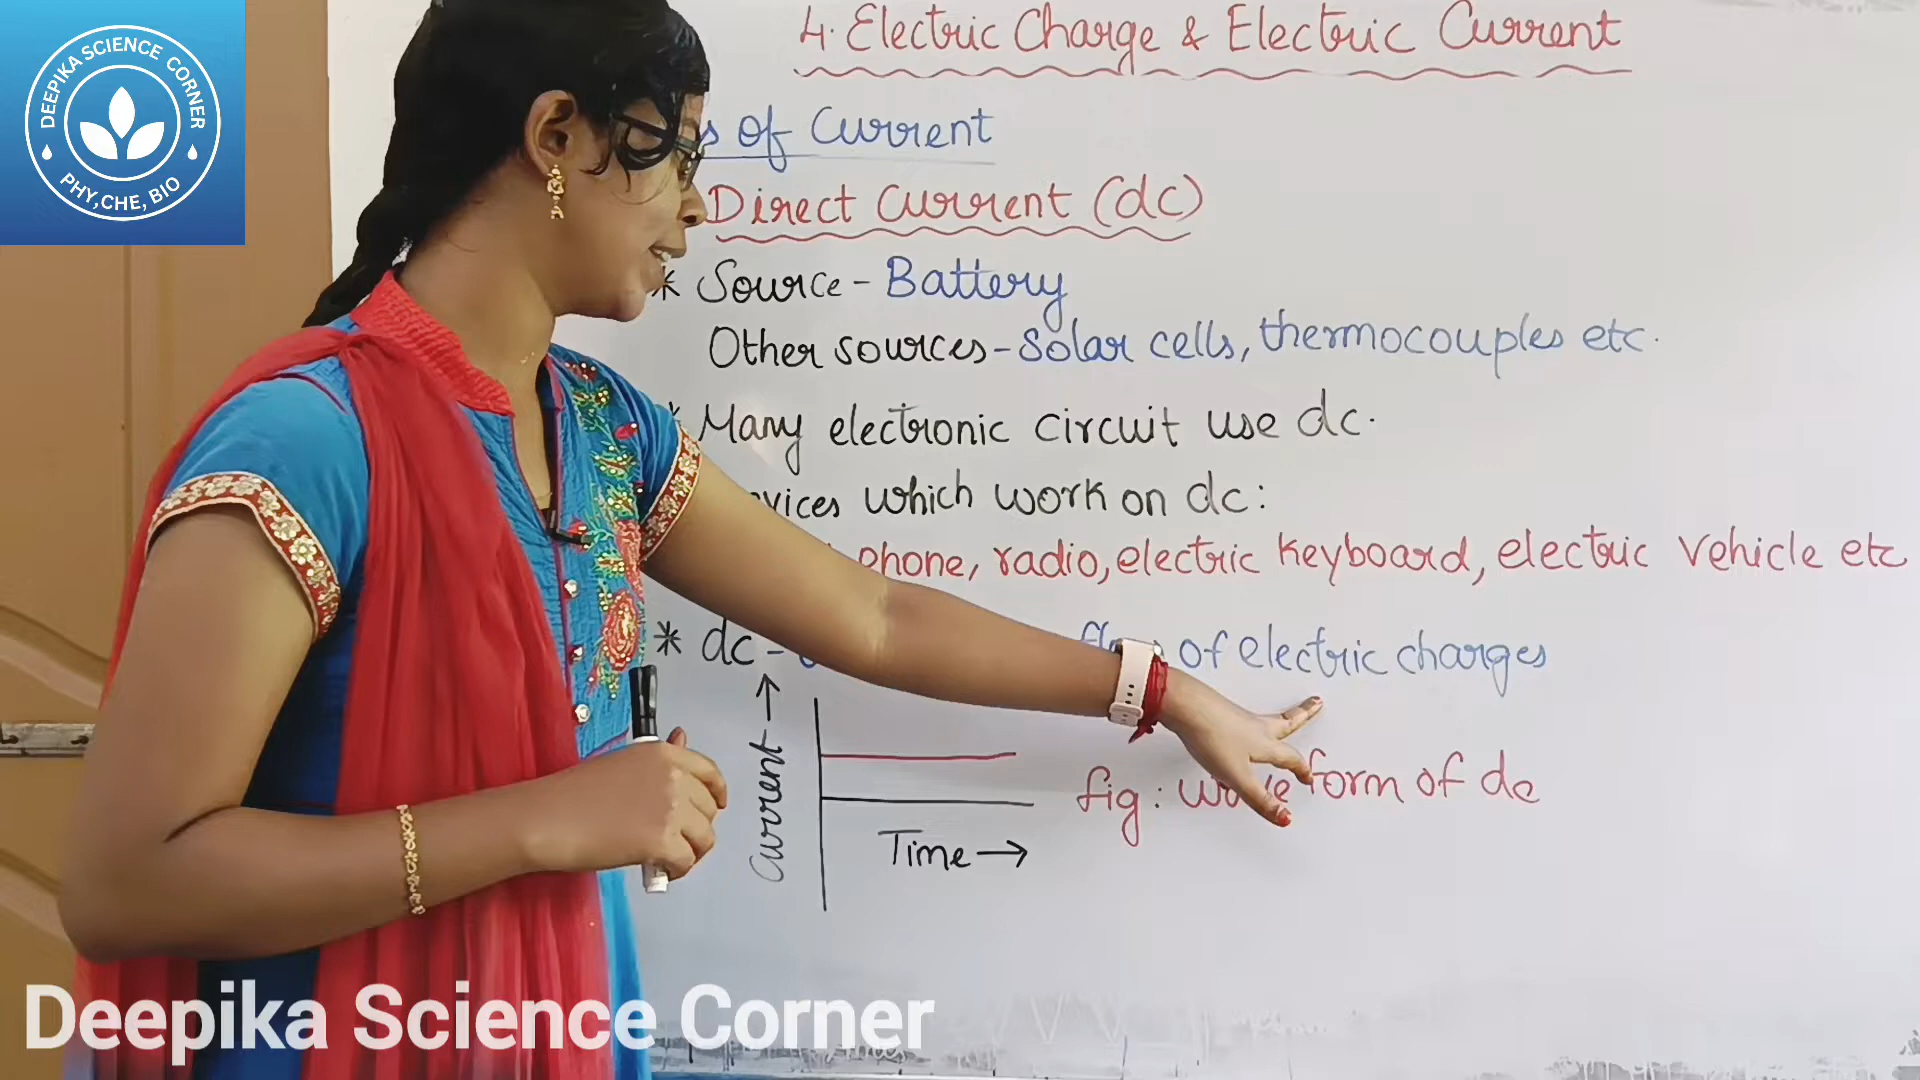 DEEPIKA SCIENCE CORNER
PHY,CHE, BIO
4. Electric Charge & Electric Current
of Current
Direct Current (dc)
* Source - Battery
Other sources - Solar cells, thermocouples etc.
* Many electronic circuit use dc.
which work on dc:
phone, radio, electric keyboard, electric vehicle etc
* dc - of electric charges
Current →
fig: wave form of dc
Time →
Deepika Science Corner